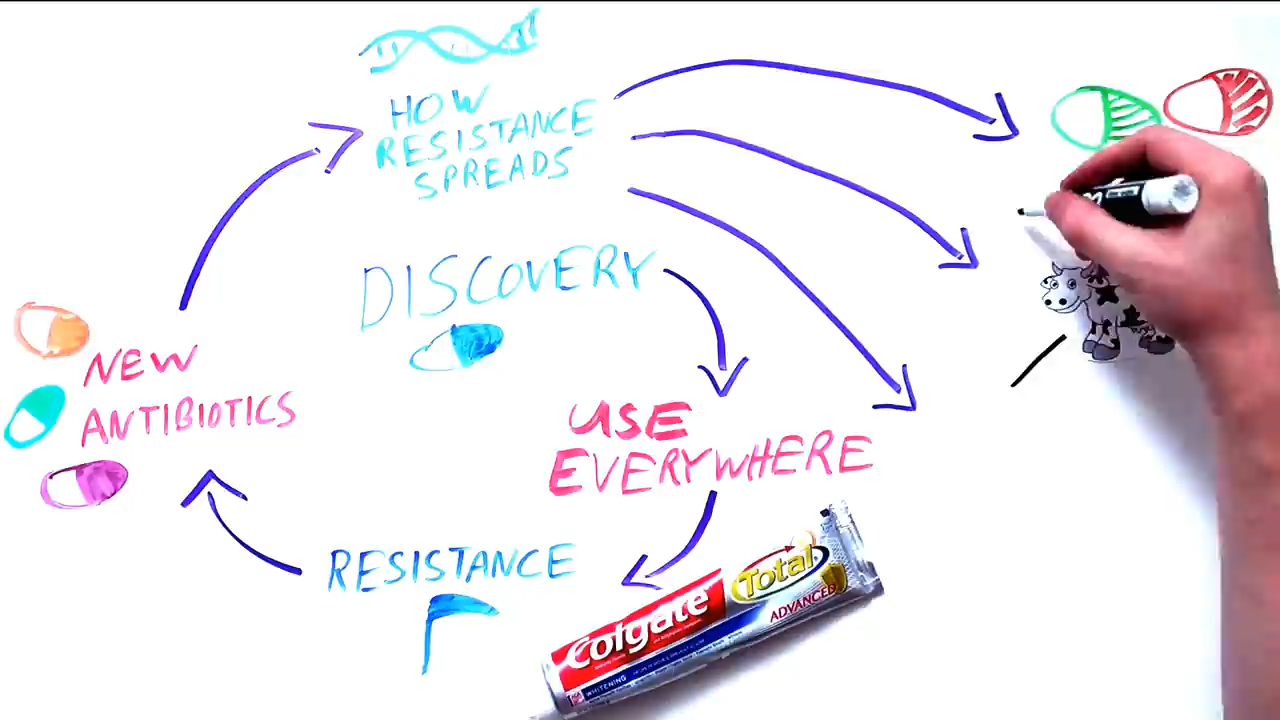 HOW
RESISTANCE
SPREADS
DISCOVERY
NEW
ANTIBIOTICS
USE
EVERYWHERE
RESISTANCE
Colgate
Total
ADVANCED
WHITENING